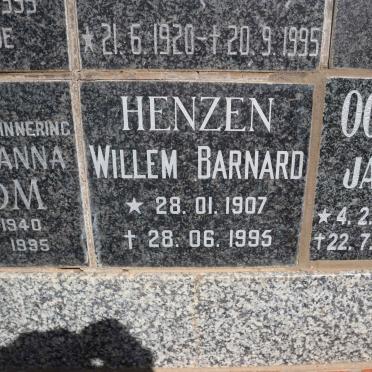 ★ 21.6.1920-✝ 20.9.1995
HENZEN
WILLEM BARNARD
★ 28.01.1907
✝ 28.06.1995
INNERING
ANNA
OM
1940
1995
OO
JA
★ 4.2
✝ 22.7